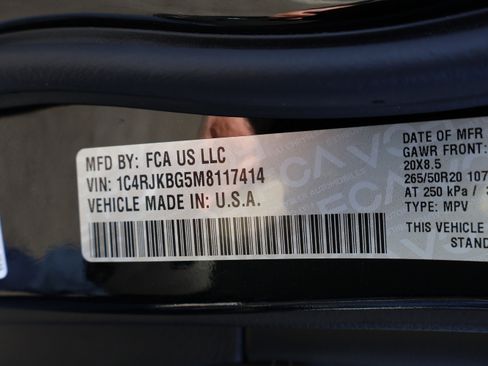 MFD BY: FCA US LLC
VIN: 1C4RJKBG5M8117414
VEHICLE MADE IN: U.S.A.
DATE OF MFR
GAWR FRONT:
20X8.5
265/50R20 107
AT 250 kPa /
TYPE: MPV
THIS VEHICLE
STAND